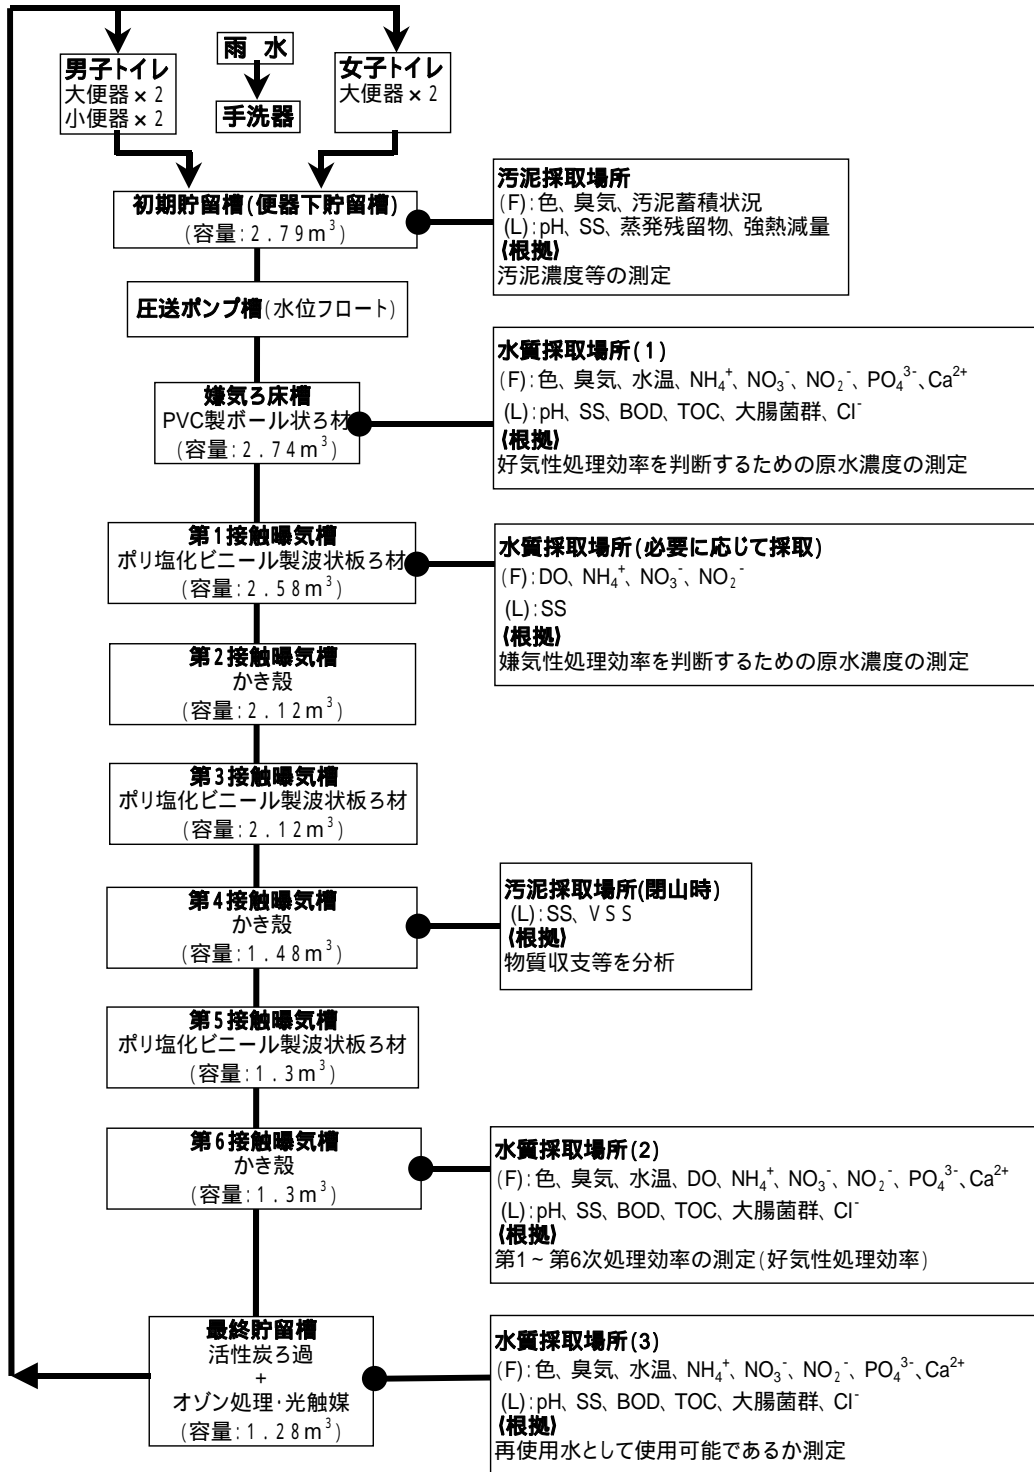 男子トイレ
大便器×2
小便器×2
雨 水
手洗器
女子トイレ
大便器×2
初期貯留槽(便器下貯留槽)
(容量:2.79m³)
汚泥採取場所
(F):色、臭気、汚泥蓄積状況
(L):pH、SS、蒸発残留物、強熱減量
《根拠》
汚泥濃度等の測定
圧送ポンプ槽(水位フロート)
嫌気ろ床槽
PVC製ボール状ろ材
(容量:2.74m³)
水質採取場所(1)
(F):色、臭気、水温、NH₄⁺、NO₃⁻、NO₂⁻、PO₄³⁻、Ca²⁺
(L):pH、SS、BOD、TOC、大腸菌群、Cl⁻
《根拠》
好気性処理効率を判断するための原水濃度の測定
第1接触曝気槽
ポリ塩化ビニール製波状板ろ材
(容量:2.58m³)
水質採取場所(必要に応じて採取)
(F):DO、NH₄⁺、NO₃⁻、NO₂⁻
(L):SS
《根拠》
嫌気性処理効率を判断するための原水濃度の測定
第2接触曝気槽
かき殻
(容量:2.12m³)
第3接触曝気槽
ポリ塩化ビニール製波状板ろ材
(容量:2.12m³)
第4接触曝気槽
かき殻
(容量:1.48m³)
汚泥採取場所(閉山時)
(L):SS、VSS
《根拠》
物質収支等を分析
第5接触曝気槽
ポリ塩化ビニール製波状板ろ材
(容量:1.3m³)
第6接触曝気槽
かき殻
(容量:1.3m³)
水質採取場所(2)
(F):色、臭気、水温、DO、NH₄⁺、NO₃⁻、NO₂⁻、PO₄³⁻、Ca²⁺
(L):pH、SS、BOD、TOC、大腸菌群、Cl⁻
《根拠》
第1~第6次処理効率の測定(好気性処理効率)
最終貯留槽
活性炭ろ過
+
オゾン処理・光触媒
(容量:1.28m³)
水質採取場所(3)
(F):色、臭気、水温、NH₄⁺、NO₃⁻、NO₂⁻、PO₄³⁻、Ca²⁺
(L):pH、SS、BOD、TOC、大腸菌群、Cl⁻
《根拠》
再使用水として使用可能であるか測定